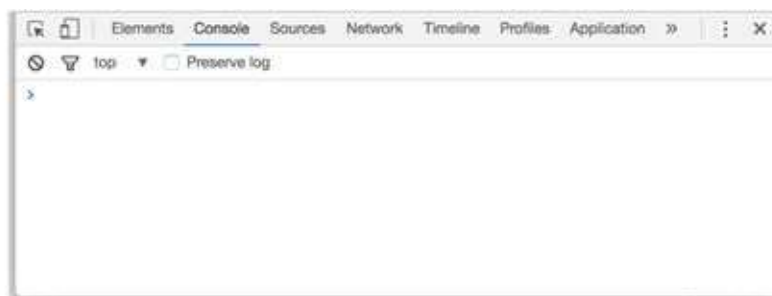 Elements Console Sources Network Timeline Profiles Application »
top ▼ Preserve log
>